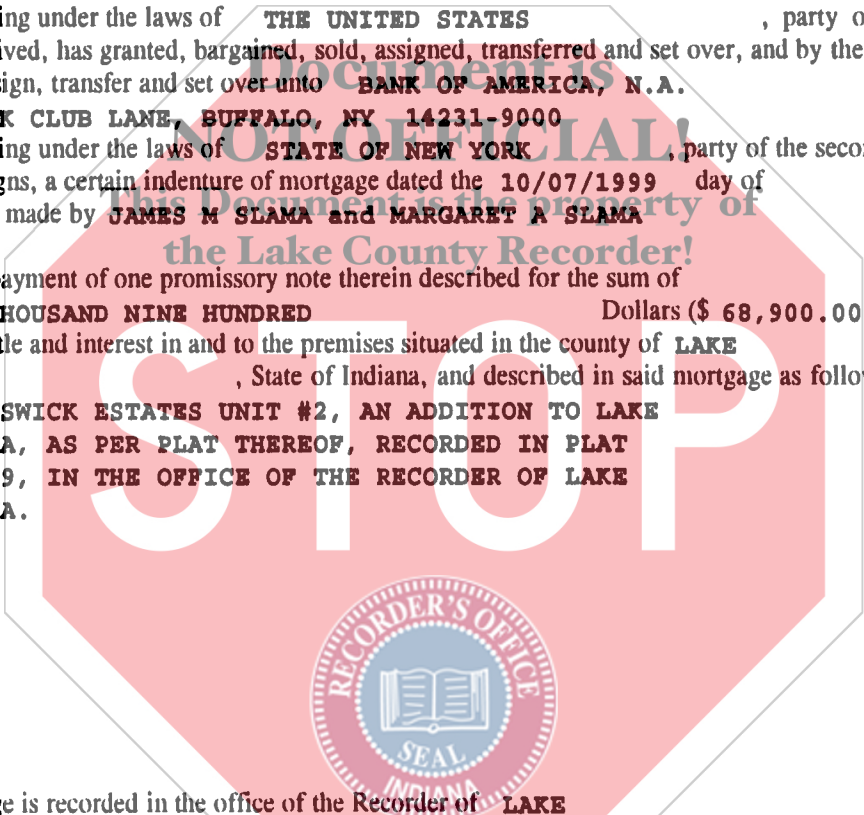 ing under the laws of THE UNITED STATES , party o
ived, has granted, bargained, sold, assigned, transferred and set over, and by the
Document is
sign, transfer and set over unto BANK OF AMERICA, N.A.
K CLUB LANE, BUFFALO, NY 14231-9000
NOT OFFICIAL!
ing under the laws of STATE OF NEW YORK , party of the secon
gns, a certain indenture of mortgage dated the 10/07/1999 day of
This Document is the property of
made by JAMES M SLAMA and MARGARET A SLAMA
the Lake County Recorder!
ayment of one promissory note therein described for the sum of
HOUSAND NINE HUNDRED Dollars ($ 68,900.00
tle and interest in and to the premises situated in the county of LAKE
, State of Indiana, and described in said mortgage as follo
SWICK ESTATES UNIT #2, AN ADDITION TO LAKE
A, AS PER PLAT THEREOF, RECORDED IN PLAT
9, IN THE OFFICE OF THE RECORDER OF LAKE
A.
STOP
RECORDER'S OFFICE
SEAL
INDIANA
ge is recorded in the office of the Recorder of LAKE